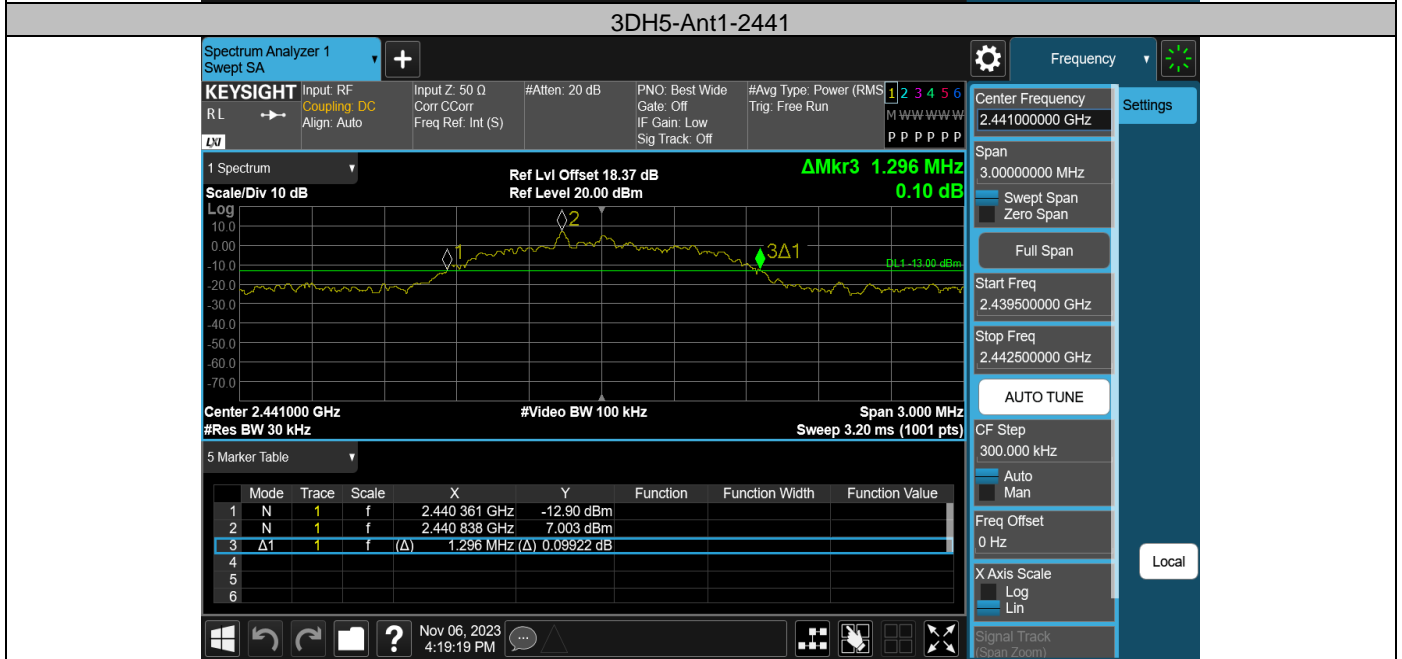 3DH5-Ant1-2441
Spectrum Analyzer 1
Swept SA
Frequency
KEYSIGHT
RL
LXI
Input: RF
Coupling: DC
Align: Auto
Input Z: 50 Ω
Corr CCorr
Freq Ref: Int (S)
#Atten: 20 dB
PNO: Best Wide
Gate: Off
IF Gain: Low
Sig Track: Off
#Avg Type: Power (RMS
Trig: Free Run
1 2 3 4 5 6
M W W W W W
P P P P P P
1 Spectrum
Scale/Div 10 dB
Ref Lvl Offset 18.37 dB
Ref Level 20.00 dBm
ΔMkr3 1.296 MHz
0.10 dB
Log
10.0
0.00
-10.0
-20.0
-30.0
-40.0
-50.0
-60.0
-70.0
1
2
3Δ1
DL1 -13.00 dBm
Center 2.441000 GHz
#Res BW 30 kHz
#Video BW 100 kHz
Span 3.000 MHz
Sweep 3.20 ms (1001 pts)
5 Marker Table
Mode Trace Scale X Y Function Function Width Function Value
1 N 1 f 2.440 361 GHz -12.90 dBm
2 N 1 f 2.440 838 GHz 7.003 dBm
3 Δ1 1 f (Δ) 1.296 MHz (Δ) 0.09922 dB
4
5
6
Nov 06, 2023
4:19:19 PM
Center Frequency
2.441000000 GHz
Span
3.00000000 MHz
Swept Span
Zero Span
Full Span
Start Freq
2.439500000 GHz
Stop Freq
2.442500000 GHz
AUTO TUNE
CF Step
300.000 kHz
Auto
Man
Freq Offset
0 Hz
X Axis Scale
Log
Lin
Signal Track
(Span Zoom)
Settings
Local